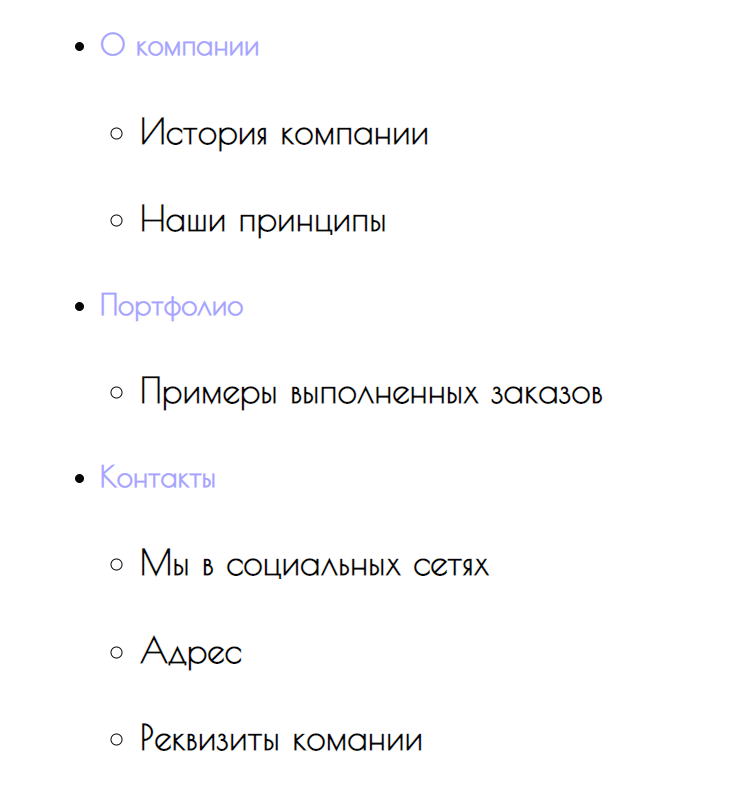 О компании
История компании
Наши принципы
Портфолио
Примеры выполненных заказов
Контакты
Мы в социальных сетях
Адрес
Реквизиты комании